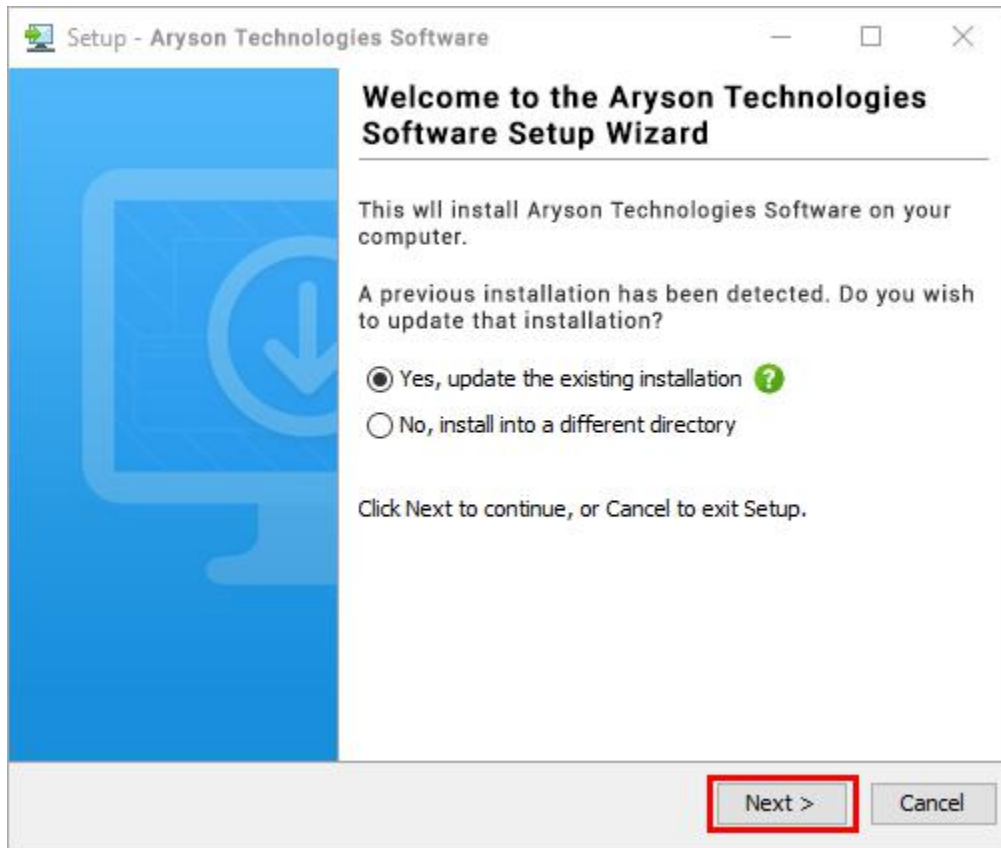 Setup - Aryson Technologies Software
Welcome to the Aryson Technologies
Software Setup Wizard
This wll install Aryson Technologies Software on your
computer.
A previous installation has been detected. Do you wish
to update that installation?
Yes, update the existing installation ?
No, install into a different directory
Click Next to continue, or Cancel to exit Setup.
Next > Cancel